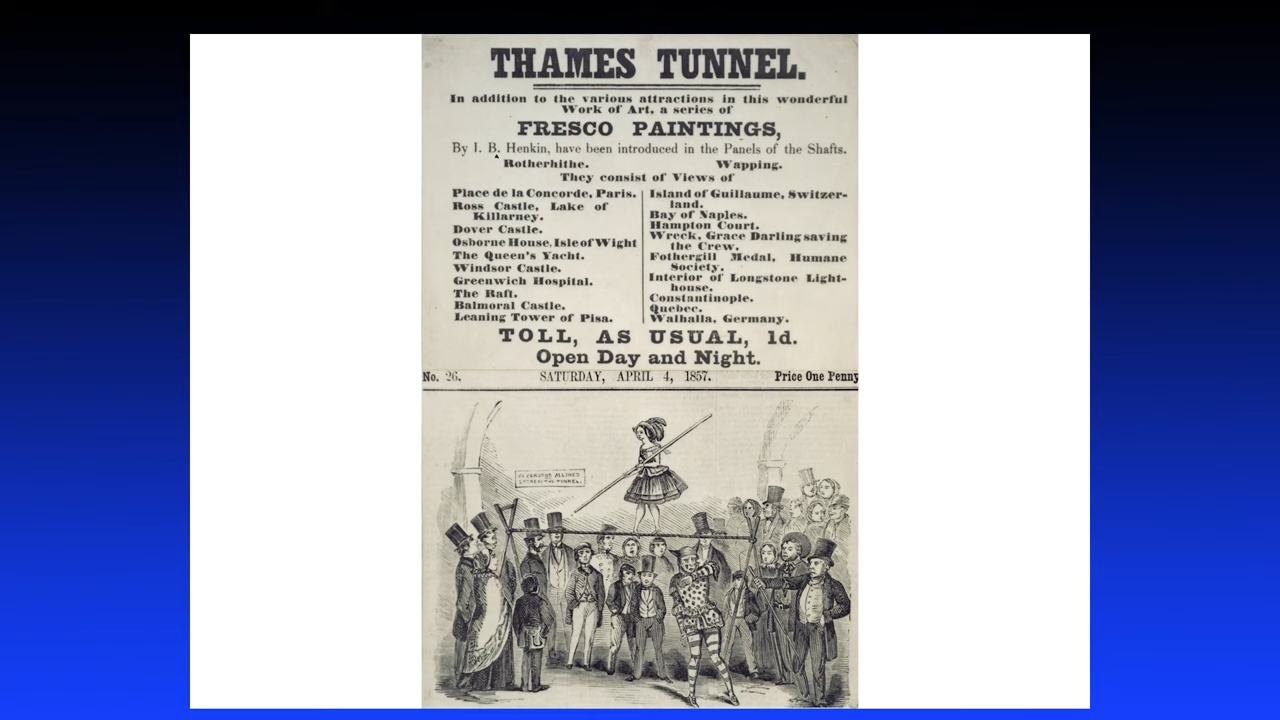 THAMES TUNNEL.
In addition to the various attractions in this wonderful
Work of Art, a series of
FRESCO PAINTINGS,
By I. B. Henkin, have been introduced in the Panels of the Shafts.
Rotherhithe. Wapping.
They consist of Views of
Place de la Concorde, Paris.
Ross Castle, Lake of
Killarney.
Dover Castle.
Osborne House, Isle of Wight
The Queen's Yacht.
Windsor Castle.
Greenwich Hospital.
The Raft.
Balmoral Castle.
Leaning Tower of Pisa.
Island of Guillaume, Switzer-
land.
Bay of Naples.
Hampton Court.
Wreck, Grace Darling saving
the Crew.
Fothergill Medal, Humane
Society.
Interior of Longstone Light-
house.
Constantinople.
Quebec.
Walhalla, Germany.
TOLL, AS USUAL, 1d.
Open Day and Night.
No. 26. SATURDAY, APRIL 4, 1857. Price One Penny
PERSONS ALLOWED
THE TUNNEL.